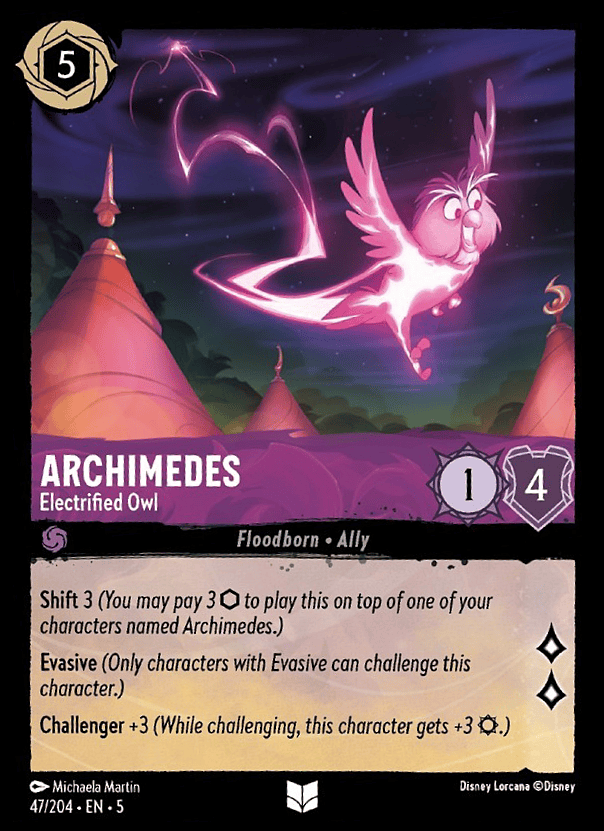 5
ARCHIMEDES
Electrified Owl
1
4
Floodborn • Ally
Shift 3 (You may pay 3 to play this on top of one of your
characters named Archimedes.)
Evasive (Only characters with Evasive can challenge this
character.)
Challenger +3 (While challenging, this character gets +3 .)
Michaela Martin
Disney Lorcana ©Disney
47/204 • EN • 5